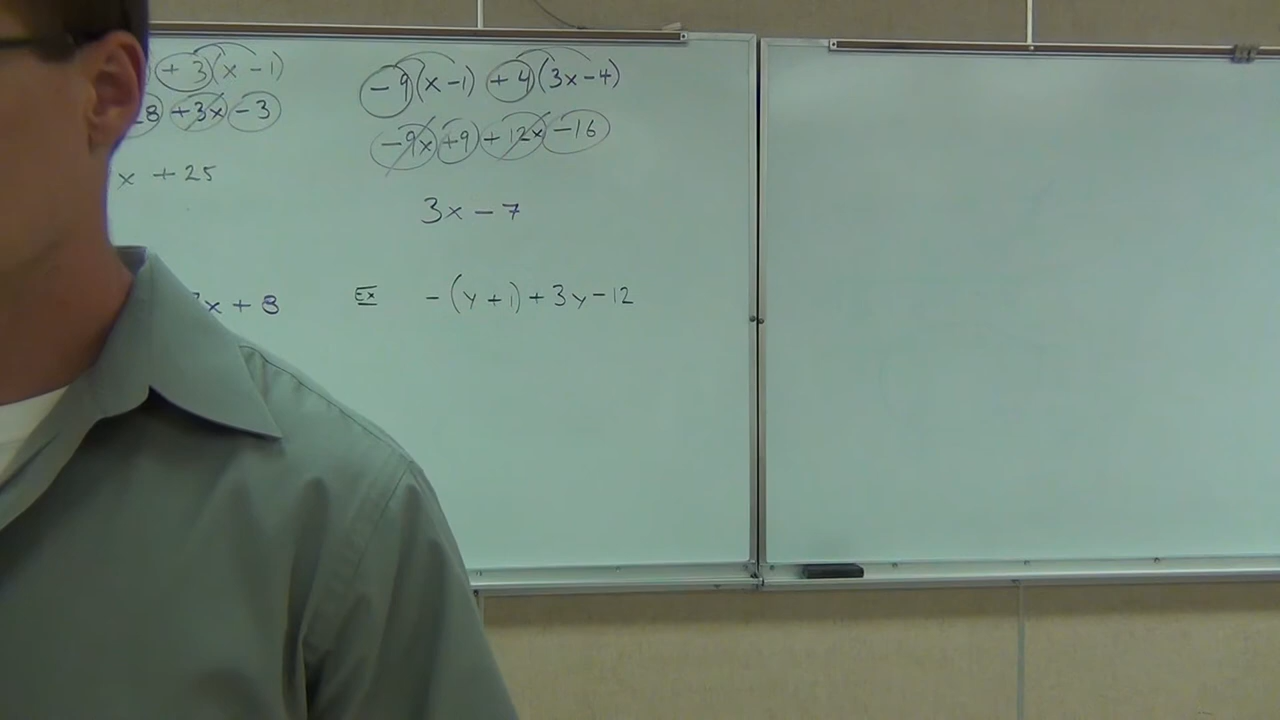 + 3 (x - 1)
8 + 3x - 3
x + 25
x + 8
- 9 (x - 1) + 4 (3x - 4)
- 9x + 9 + 12x - 16
3x - 7
Ex - (y + 1) + 3y - 12